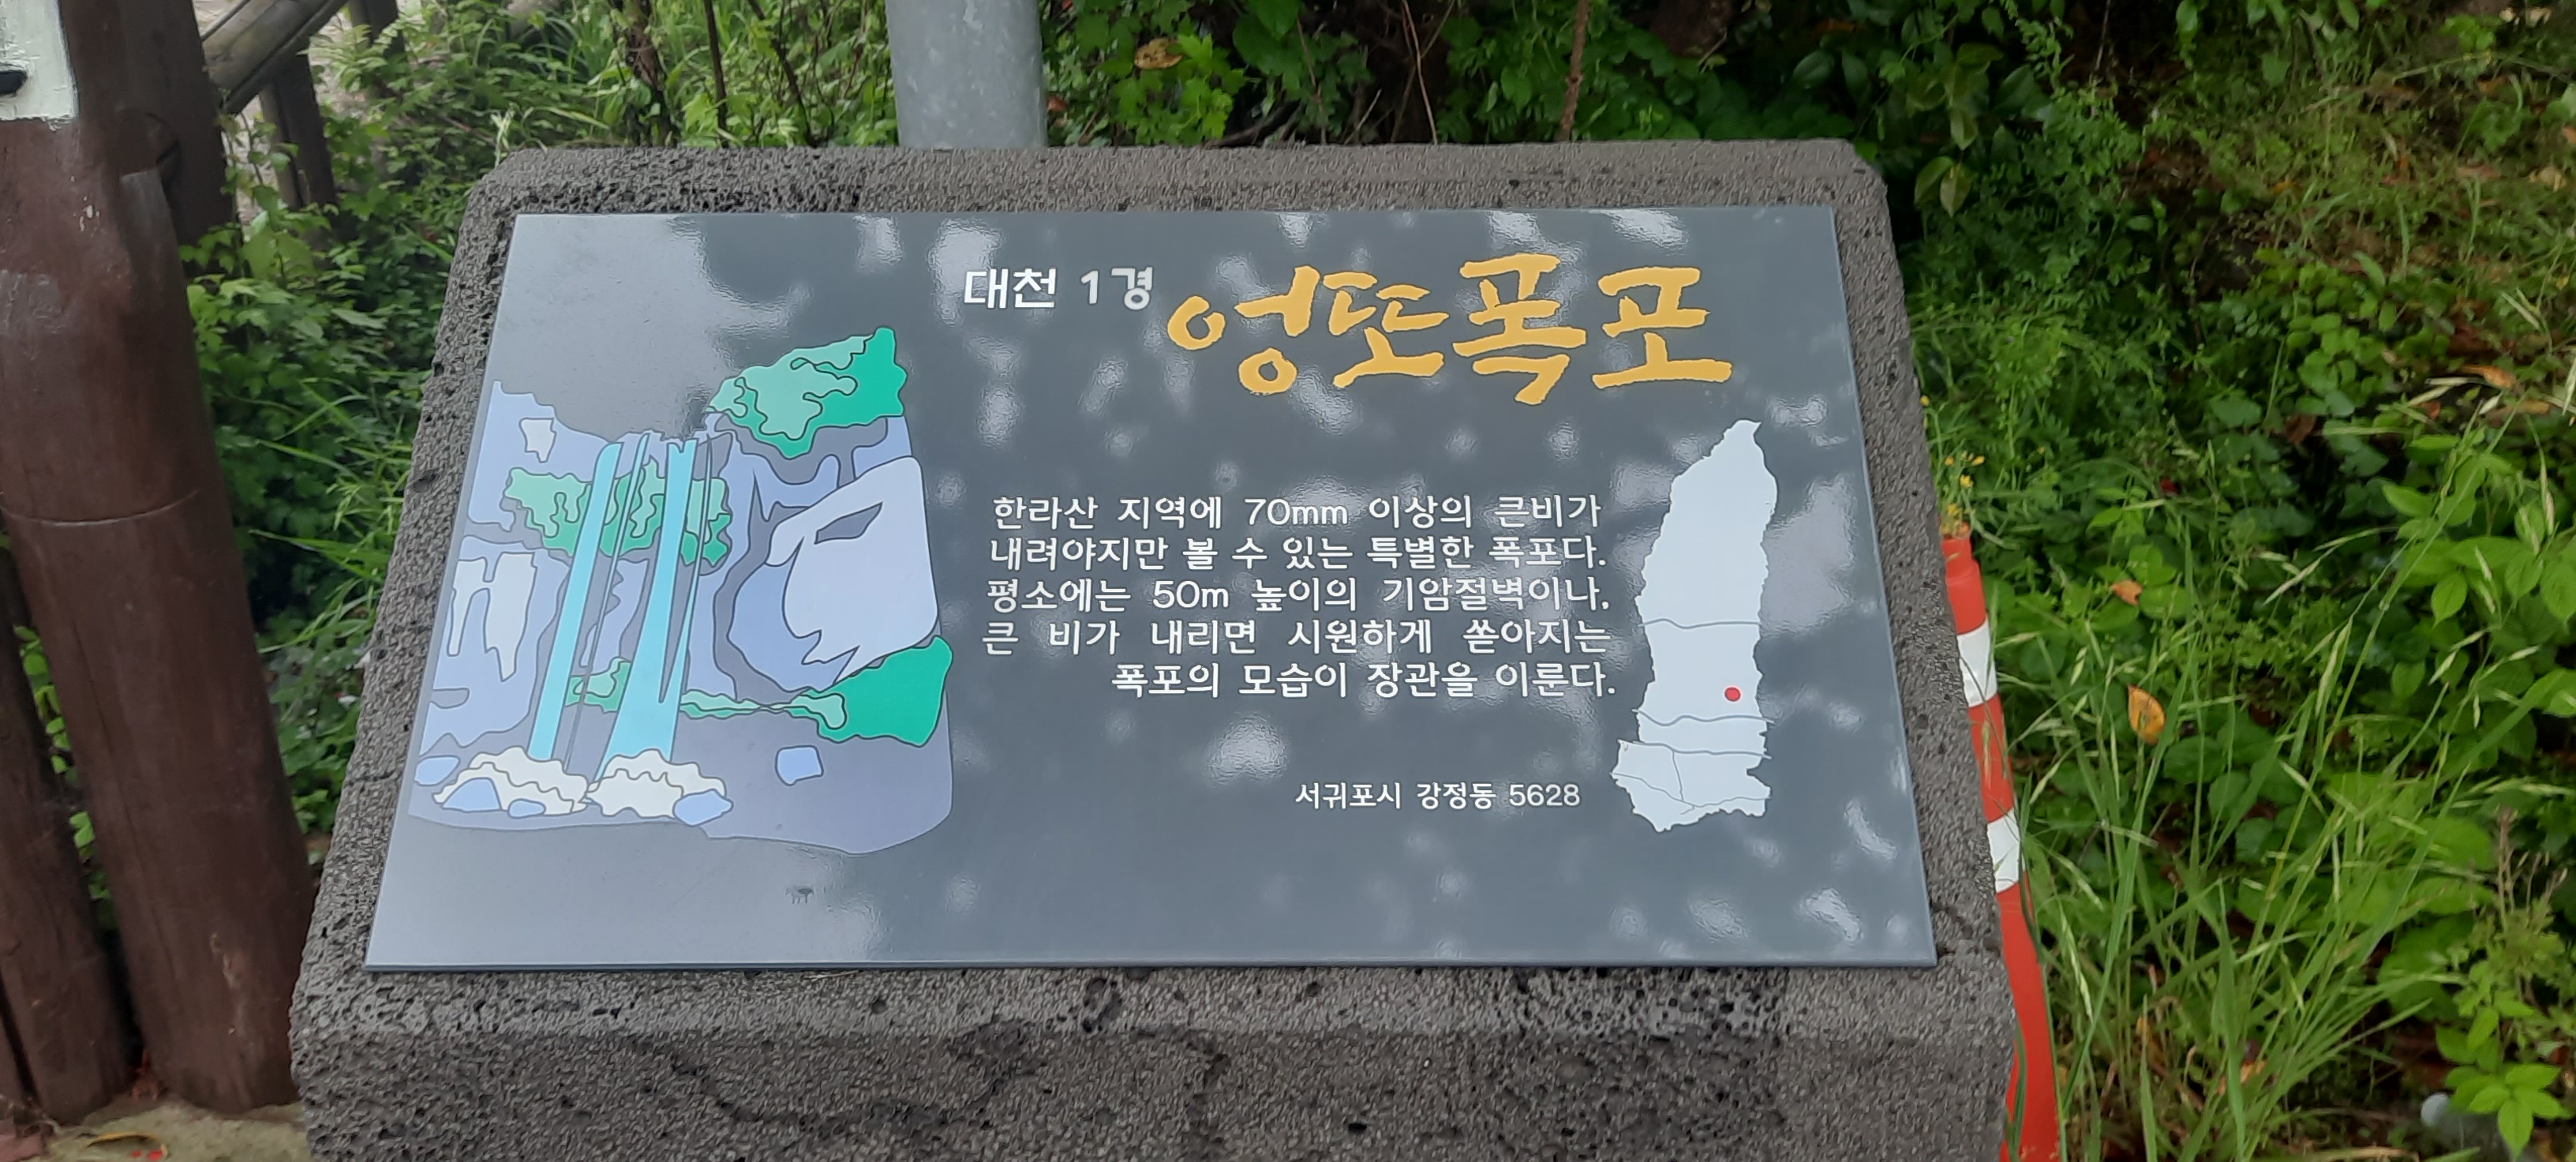 대천 1경
엉또폭포
한라산 지역에 70mm 이상의 큰비가
내려야지만 볼 수 있는 특별한 폭포다.
평소에는 50m 높이의 기암절벽이나,
큰 비가 내리면 시원하게 쏟아지는
폭포의 모습이 장관을 이룬다.
서귀포시 강정동 5628